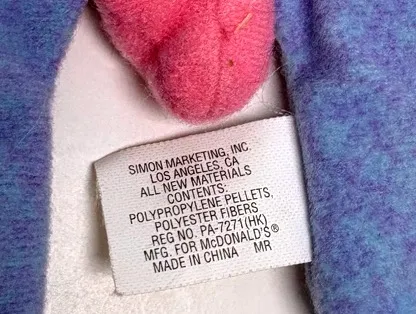 SIMON MARKETING, INC.
LOS ANGELES, CA
ALL NEW MATERIALS
CONTENTS:
POLYPROPYLENE PELLETS,
POLYESTER FIBERS
REG NO. PA-7271(HK)
MFG. FOR McDONALD'S®
MADE IN CHINA MR